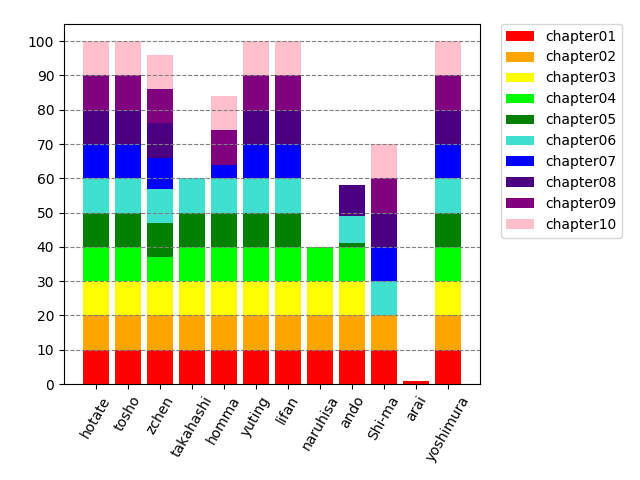 100
90
80
70
60
50
40
30
20
10
0
hotate
tosho
zchen
takahashi
homma
yuting
lifan
naruhisa
ando
Shi-ma
arai
yoshimura
chapter01
chapter02
chapter03
chapter04
chapter05
chapter06
chapter07
chapter08
chapter09
chapter10